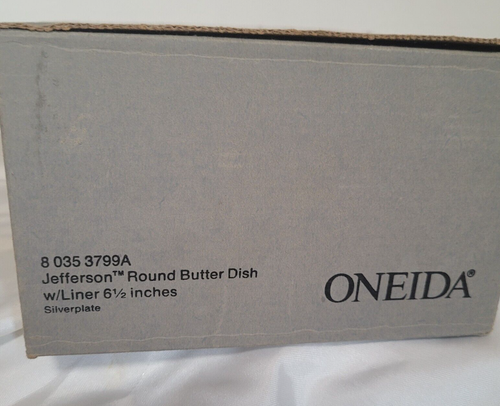 8 035 3799A
Jefferson™ Round Butter Dish
w/Liner 6½ inches
Silverplate
ONEIDA®